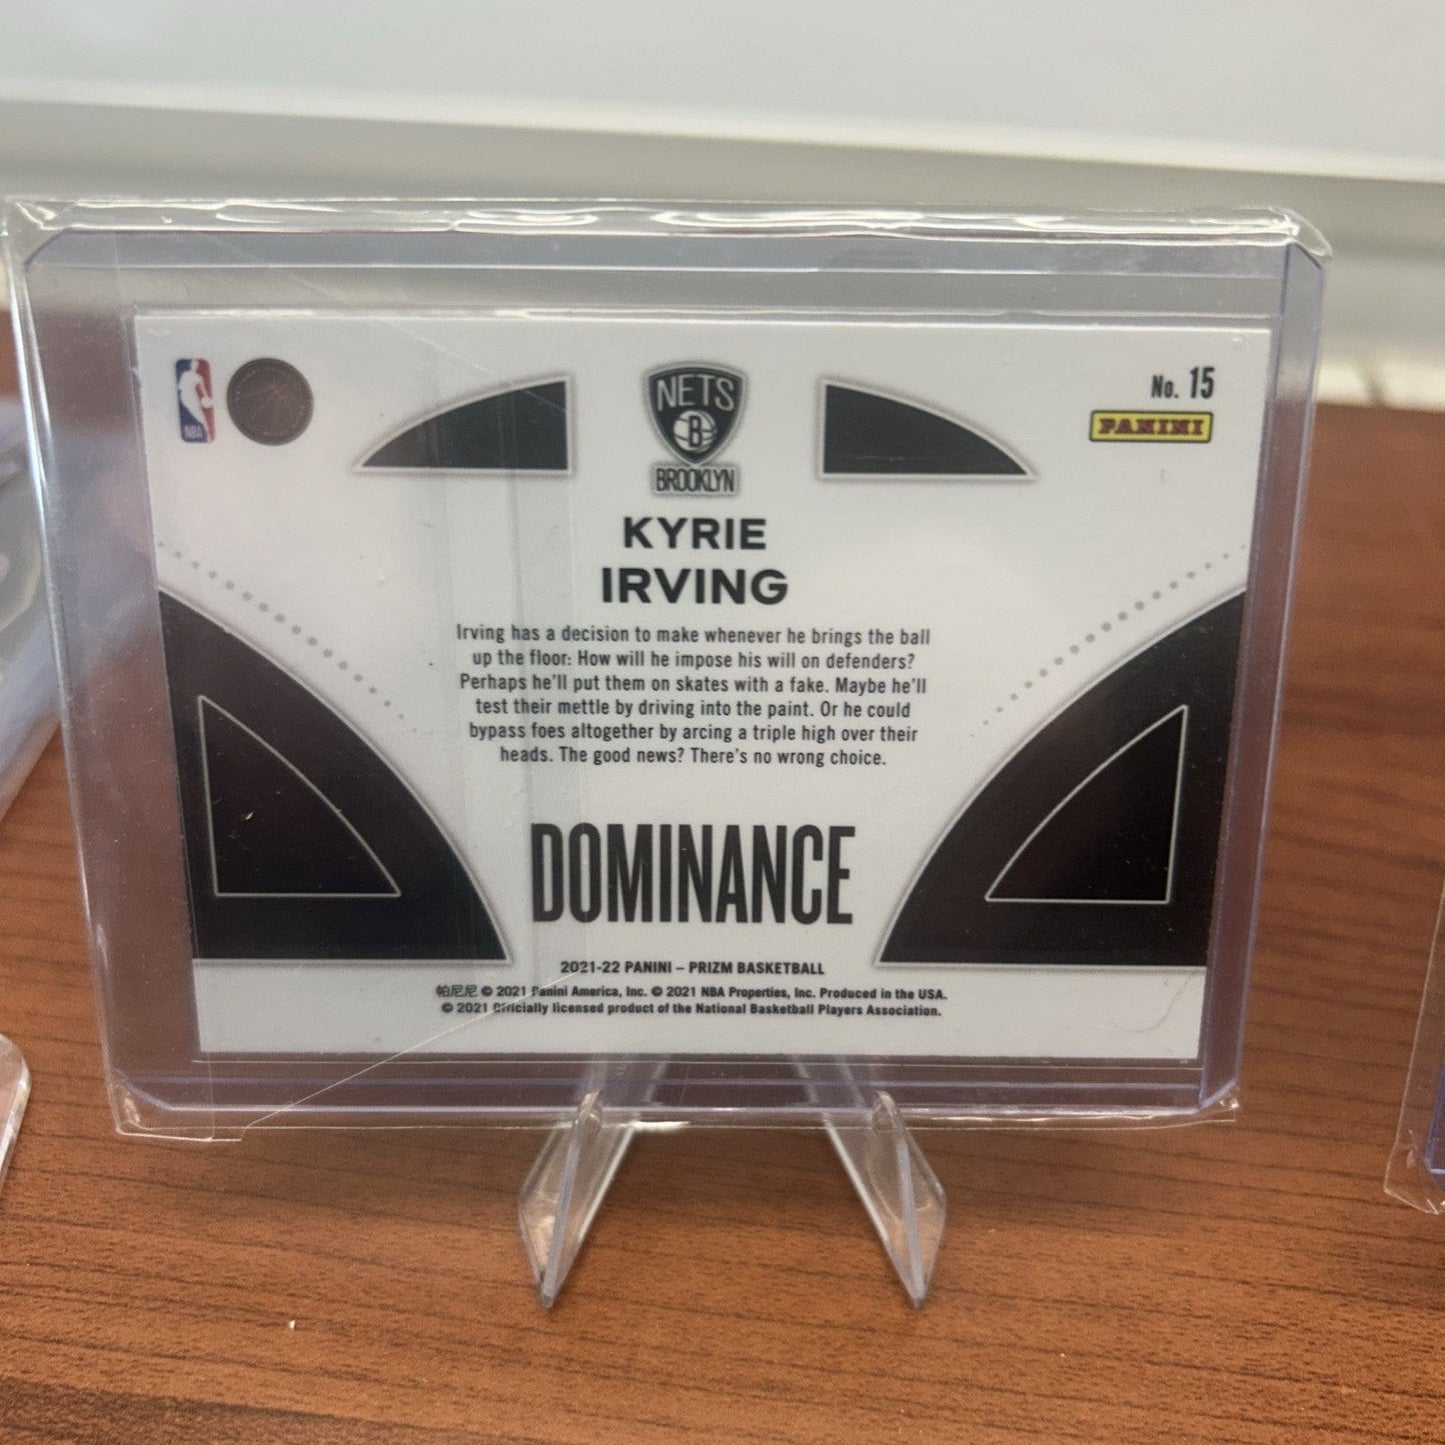 NBA
NETS
B
BROOKLYN
No. 15
PANINI
KYRIE
IRVING
Irving has a decision to make whenever he brings the ball
up the floor: How will he impose his will on defenders?
Perhaps he'll put them on skates with a fake. Maybe he'll
test their mettle by driving into the paint. Or he could
bypass foes altogether by arcing a triple high over their
heads. The good news? There's no wrong choice.
DOMINANCE
2021-22 PANINI – PRIZM BASKETBALL
帕尼尼 © 2021 Panini America, Inc. © 2021 NBA Properties, Inc. Produced in the USA.
© 2021 Officially licensed product of the National Basketball Players Association.